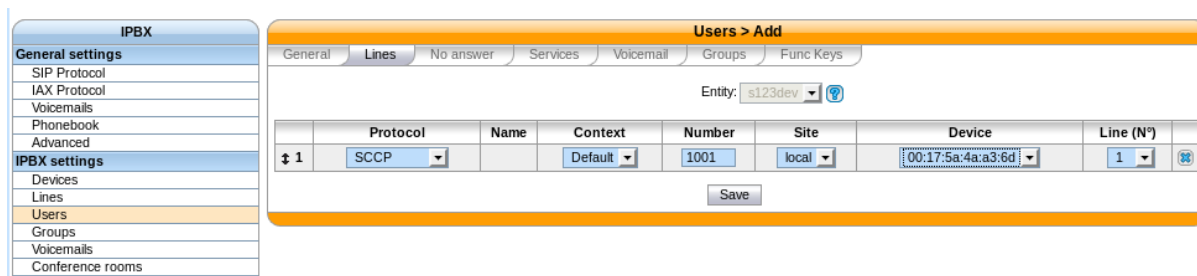 IPBX
General settings
SIP Protocol
IAX Protocol
Voicemails
Phonebook
Advanced
IPBX settings
Devices
Lines
Users
Groups
Voicemails
Conference rooms
Users > Add
General Lines No answer Services Voicemail Groups Func Keys
Entity: s123dev ?
Protocol Name Context Number Site Device Line (N°)
1 SCCP Default 1001 local 00:17:5a:4a:a3:6d 1
Save